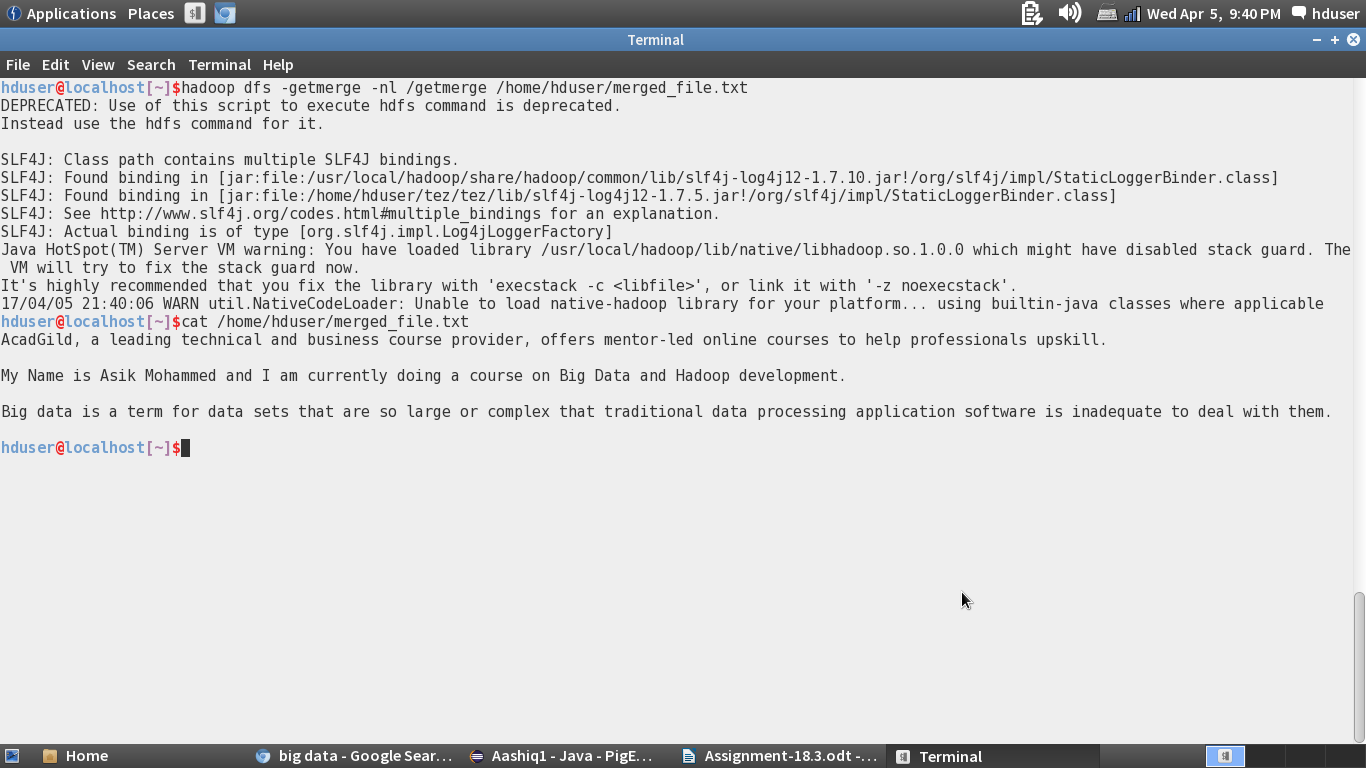 Applications Places Wed Apr 5, 9:40 PM hduser
Terminal
File Edit View Search Terminal Help
hduser@localhost[~]$hadoop dfs -getmerge -nl /getmerge /home/hduser/merged_file.txt
DEPRECATED: Use of this script to execute hdfs command is deprecated.
Instead use the hdfs command for it.
SLF4J: Class path contains multiple SLF4J bindings.
SLF4J: Found binding in [jar:file:/usr/local/hadoop/share/hadoop/common/lib/slf4j-log4j12-1.7.10.jar!/org/slf4j/impl/StaticLoggerBinder.class]
SLF4J: Found binding in [jar:file:/home/hduser/tez/tez/lib/slf4j-log4j12-1.7.5.jar!/org/slf4j/impl/StaticLoggerBinder.class]
SLF4J: See http://www.slf4j.org/codes.html#multiple_bindings for an explanation.
SLF4J: Actual binding is of type [org.slf4j.impl.Log4jLoggerFactory]
Java HotSpot(TM) Server VM warning: You have loaded library /usr/local/hadoop/lib/native/libhadoop.so.1.0.0 which might have disabled stack guard. The
 VM will try to fix the stack guard now.
It's highly recommended that you fix the library with 'execstack -c <libfile>', or link it with '-z noexecstack'.
17/04/05 21:40:06 WARN util.NativeCodeLoader: Unable to load native-hadoop library for your platform... using builtin-java classes where applicable
hduser@localhost[~]$cat /home/hduser/merged_file.txt
AcadGild, a leading technical and business course provider, offers mentor-led online courses to help professionals upskill.
My Name is Asik Mohammed and I am currently doing a course on Big Data and Hadoop development.
Big data is a term for data sets that are so large or complex that traditional data processing application software is inadequate to deal with them.
hduser@localhost[~]$
Home big data - Google Sear... Aashiq1 - Java - PigE... Assignment-18.3.odt -... Terminal